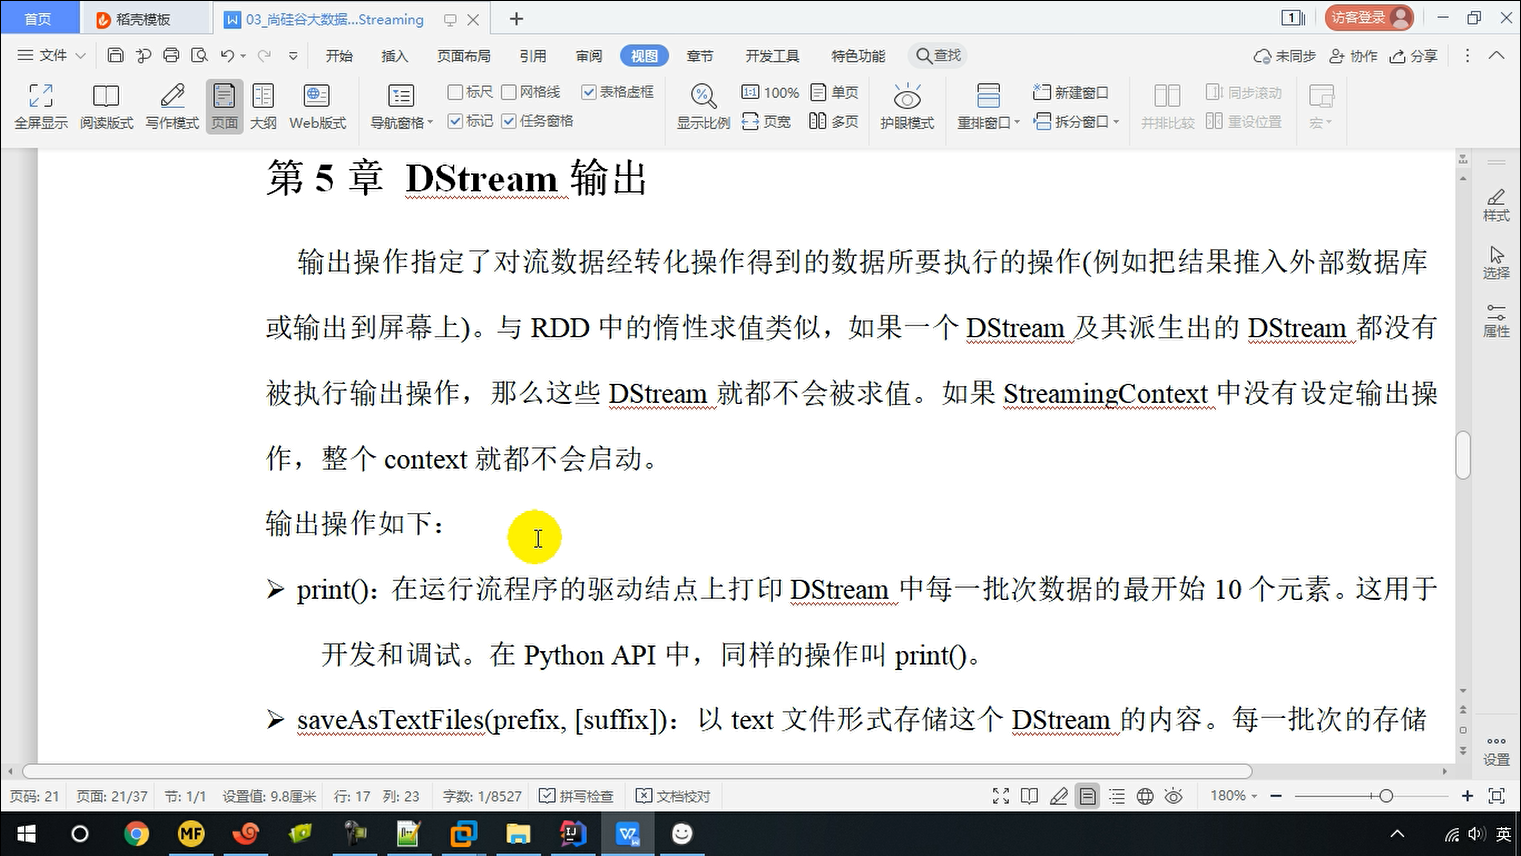 首页 稻壳模板 W 03_尚硅谷大数据...Streaming + 1 访客登录
文件 开始 插入 页面布局 引用 审阅 视图 章节 开发工具 特色功能 查找 未同步 协作 分享
标尺 网格线 表格虚框 1:1 100% 单页 新建窗口 同步滚动
全屏显示 阅读版式 写作模式 页面 大纲 Web版式 导航窗格 标记 任务窗格 显示比例 页宽 多页 护眼模式 重排窗口 拆分窗口 并排比较 重设位置 宏
第 5 章 DStream 输出
输出操作指定了对流数据经转化操作得到的数据所要执行的操作(例如把结果推入外部数据库
或输出到屏幕上)。与 RDD 中的惰性求值类似，如果一个 DStream 及其派生出的 DStream 都没有
被执行输出操作，那么这些 DStream 就都不会被求值。如果 StreamingContext 中没有设定输出操
作，整个 context 就都不会启动。
输出操作如下：
➢ print()：在运行流程序的驱动结点上打印 DStream 中每一批次数据的最开始 10 个元素。这用于
开发和调试。在 Python API 中，同样的操作叫 print()。
➢ saveAsTextFiles(prefix, [suffix])：以 text 文件形式存储这个 DStream 的内容。每一批次的存储
样式
选择
属性
设置
页码: 21 页面: 21/37 节: 1/1 设置值: 9.8厘米 行: 17 列: 23 字数: 1/8527 拼写检查 文档校对 180%
MF IJ W 英